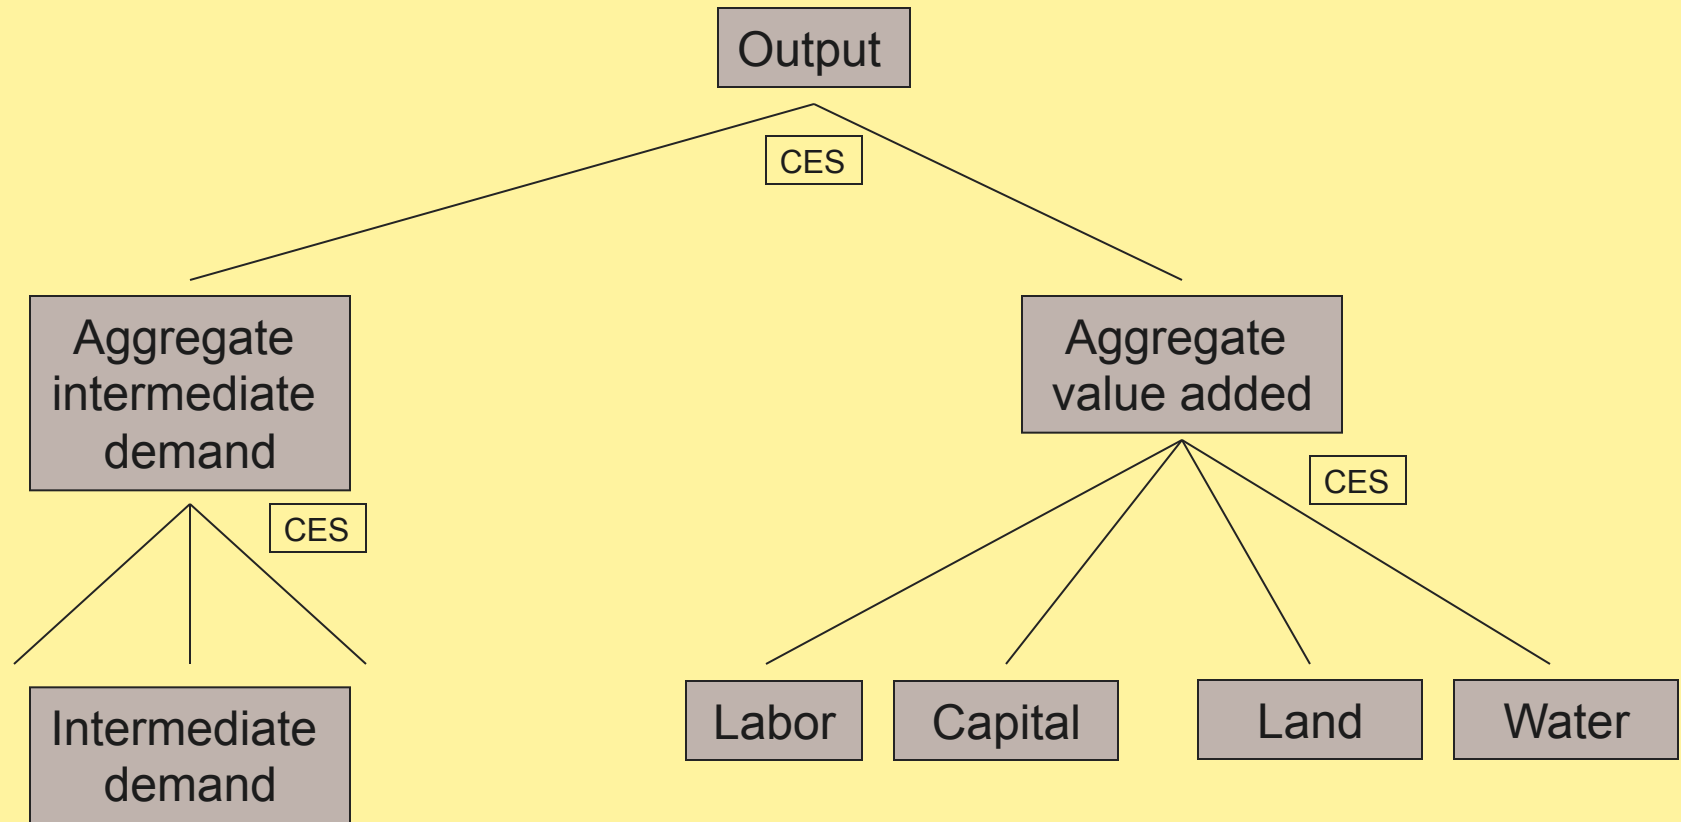 Output
CES
Aggregate
intermediate
demand
Aggregate
value added
CES
CES
Intermediate
demand
Labor
Capital
Land
Water